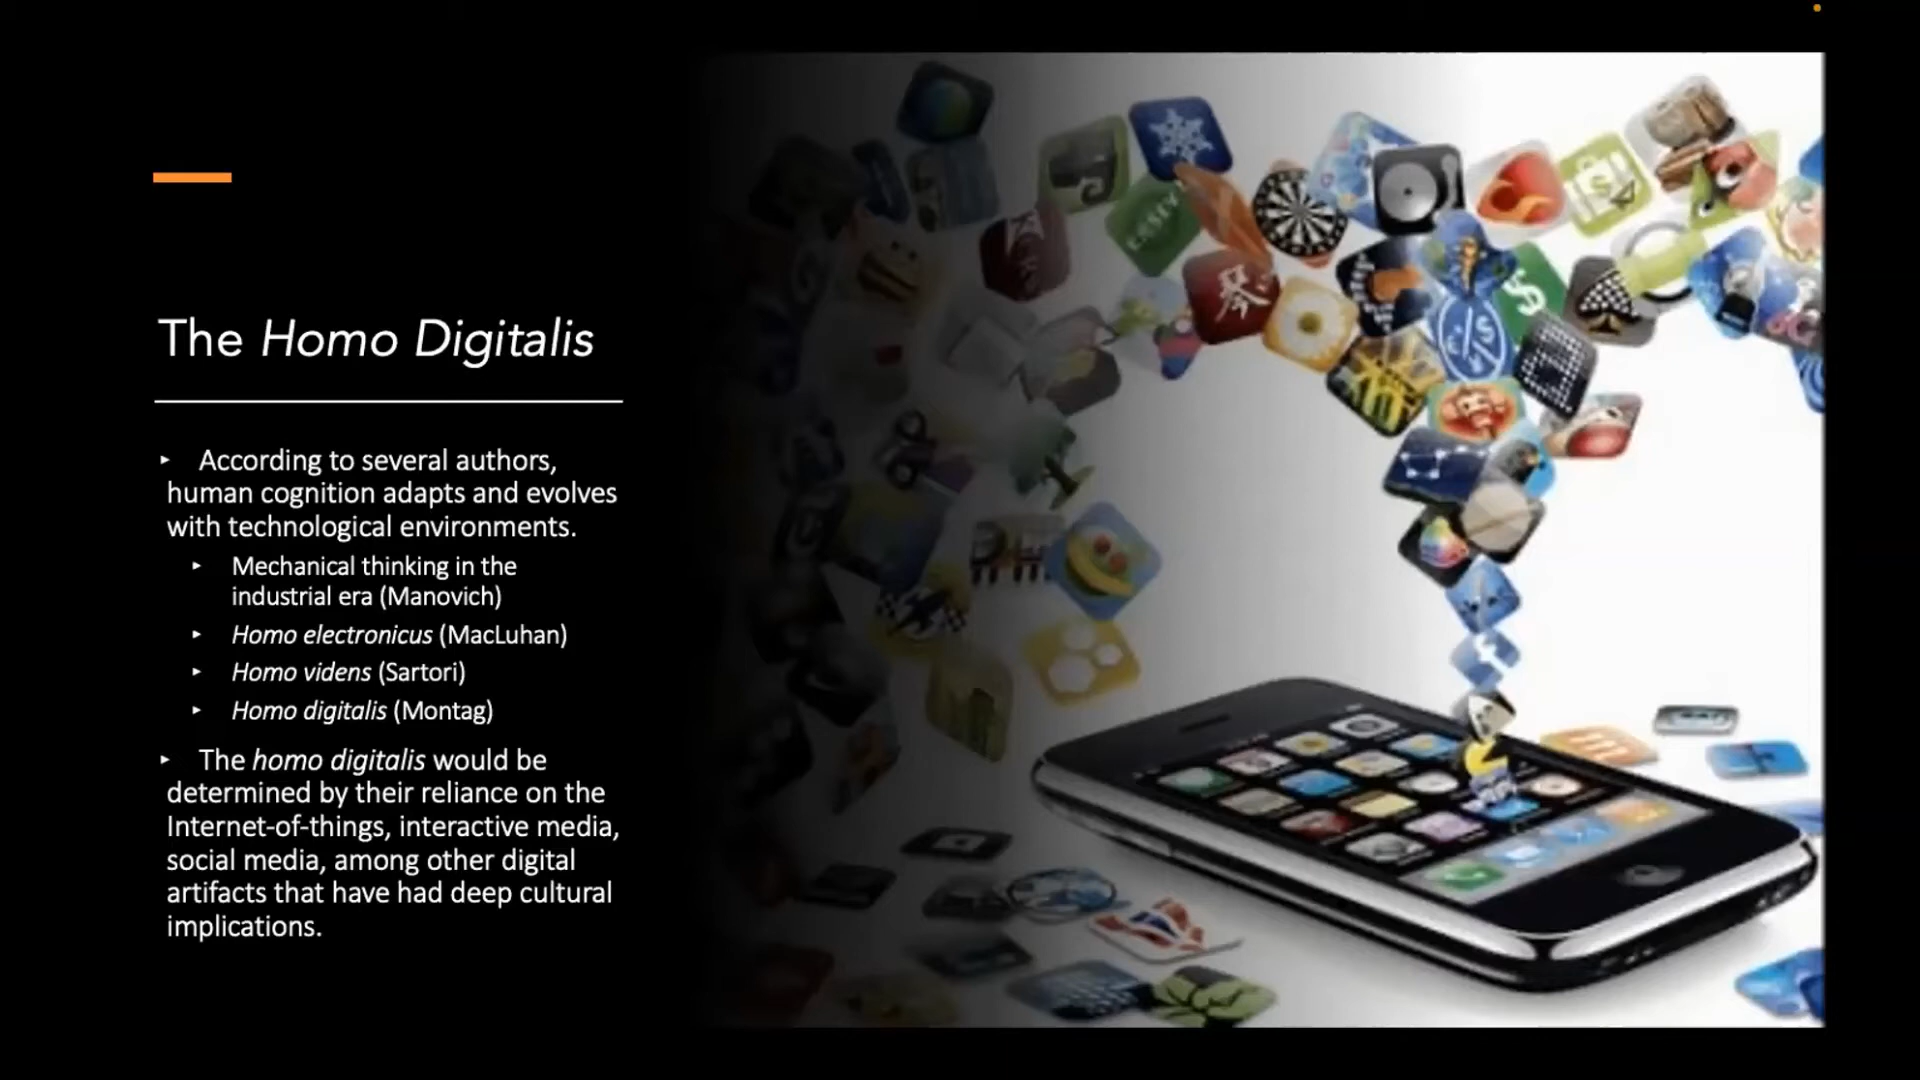 The Homo Digitalis
‣ According to several authors,
human cognition adapts and evolves
with technological environments.
‣ Mechanical thinking in the
industrial era (Manovich)
‣ Homo electronicus (MacLuhan)
‣ Homo videns (Sartori)
‣ Homo digitalis (Montag)
‣ The homo digitalis would be
determined by their reliance on the
Internet-of-things, interactive media,
social media, among other digital
artifacts that have had deep cultural
implications.